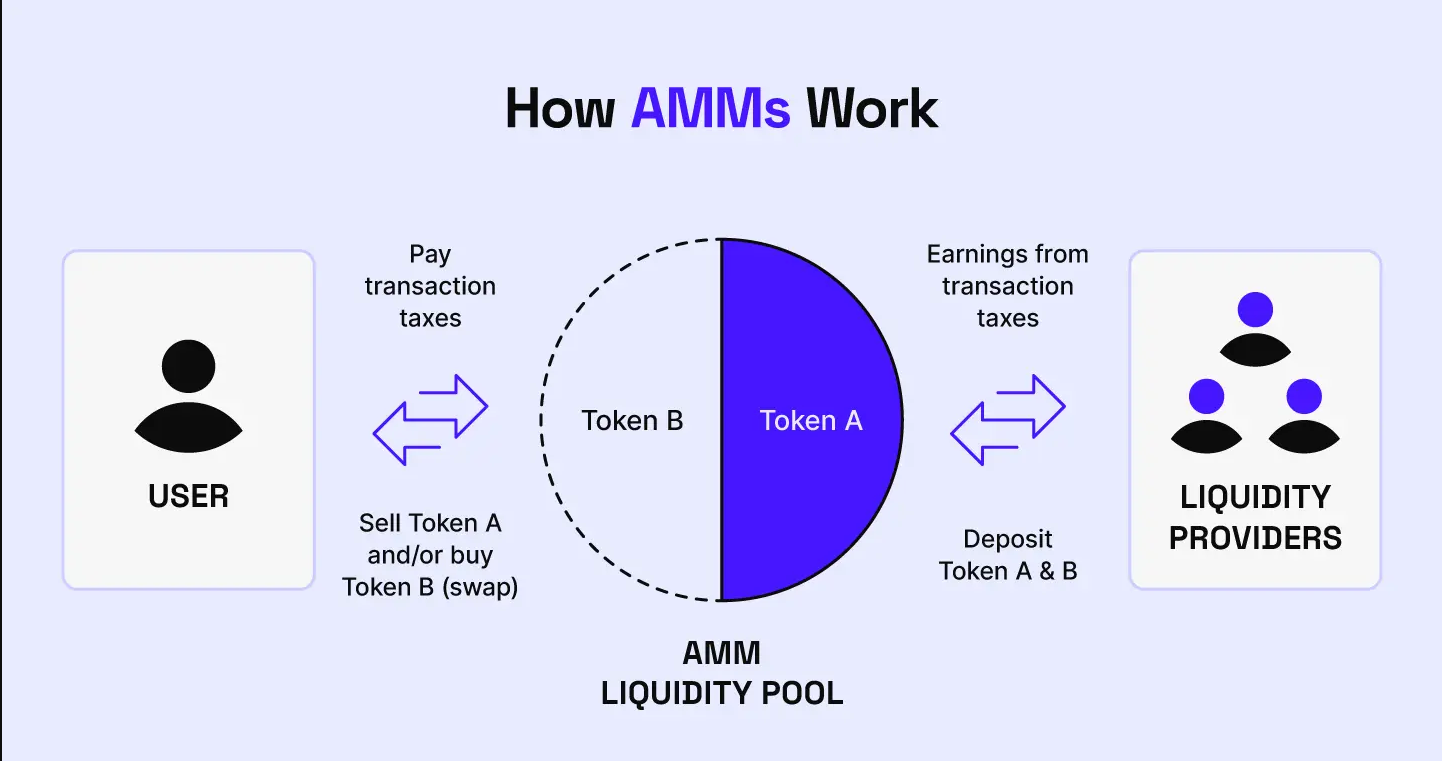 How AMMs Work
Pay
transaction
taxes
Earnings from
transaction
taxes
Token B
Token A
USER
Sell Token A
and/or buy
Token B (swap)
Deposit
Token A & B
LIQUIDITY
PROVIDERS
AMM
LIQUIDITY POOL